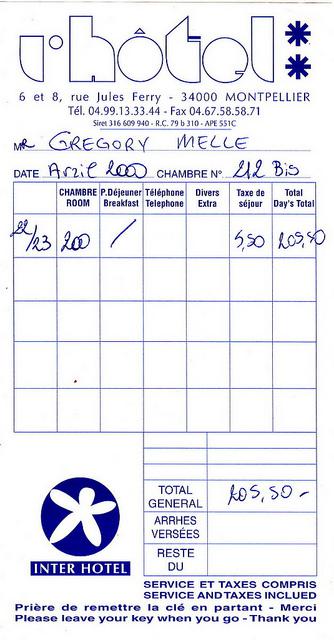 l'hôtel **
6 et 8, rue Jules Ferry - 34000 MONTPELLIER
Tél. 04.99.13.33.44 - Fax 04.67.58.58.71
Siret 316 609 940 - R.C. 79 b 310 - APE 551C
MR GREGORY MELLE
DATE Avril 2000 CHAMBRE N° 212 Bis
CHAMBRE ROOM P.Déjeuner Breakfast Téléphone Telephone Divers Extra Taxe de séjour Total Day's Total
22/23 200 / 5,50 205,50
TOTAL GENERAL 205,50-
ARRHES VERSÉES
RESTE DU
INTER HOTEL
SERVICE ET TAXES COMPRIS
SERVICE AND TAXES INCLUDED
Prière de remettre la clé en partant - Merci
Please leave your key when you go - Thank you